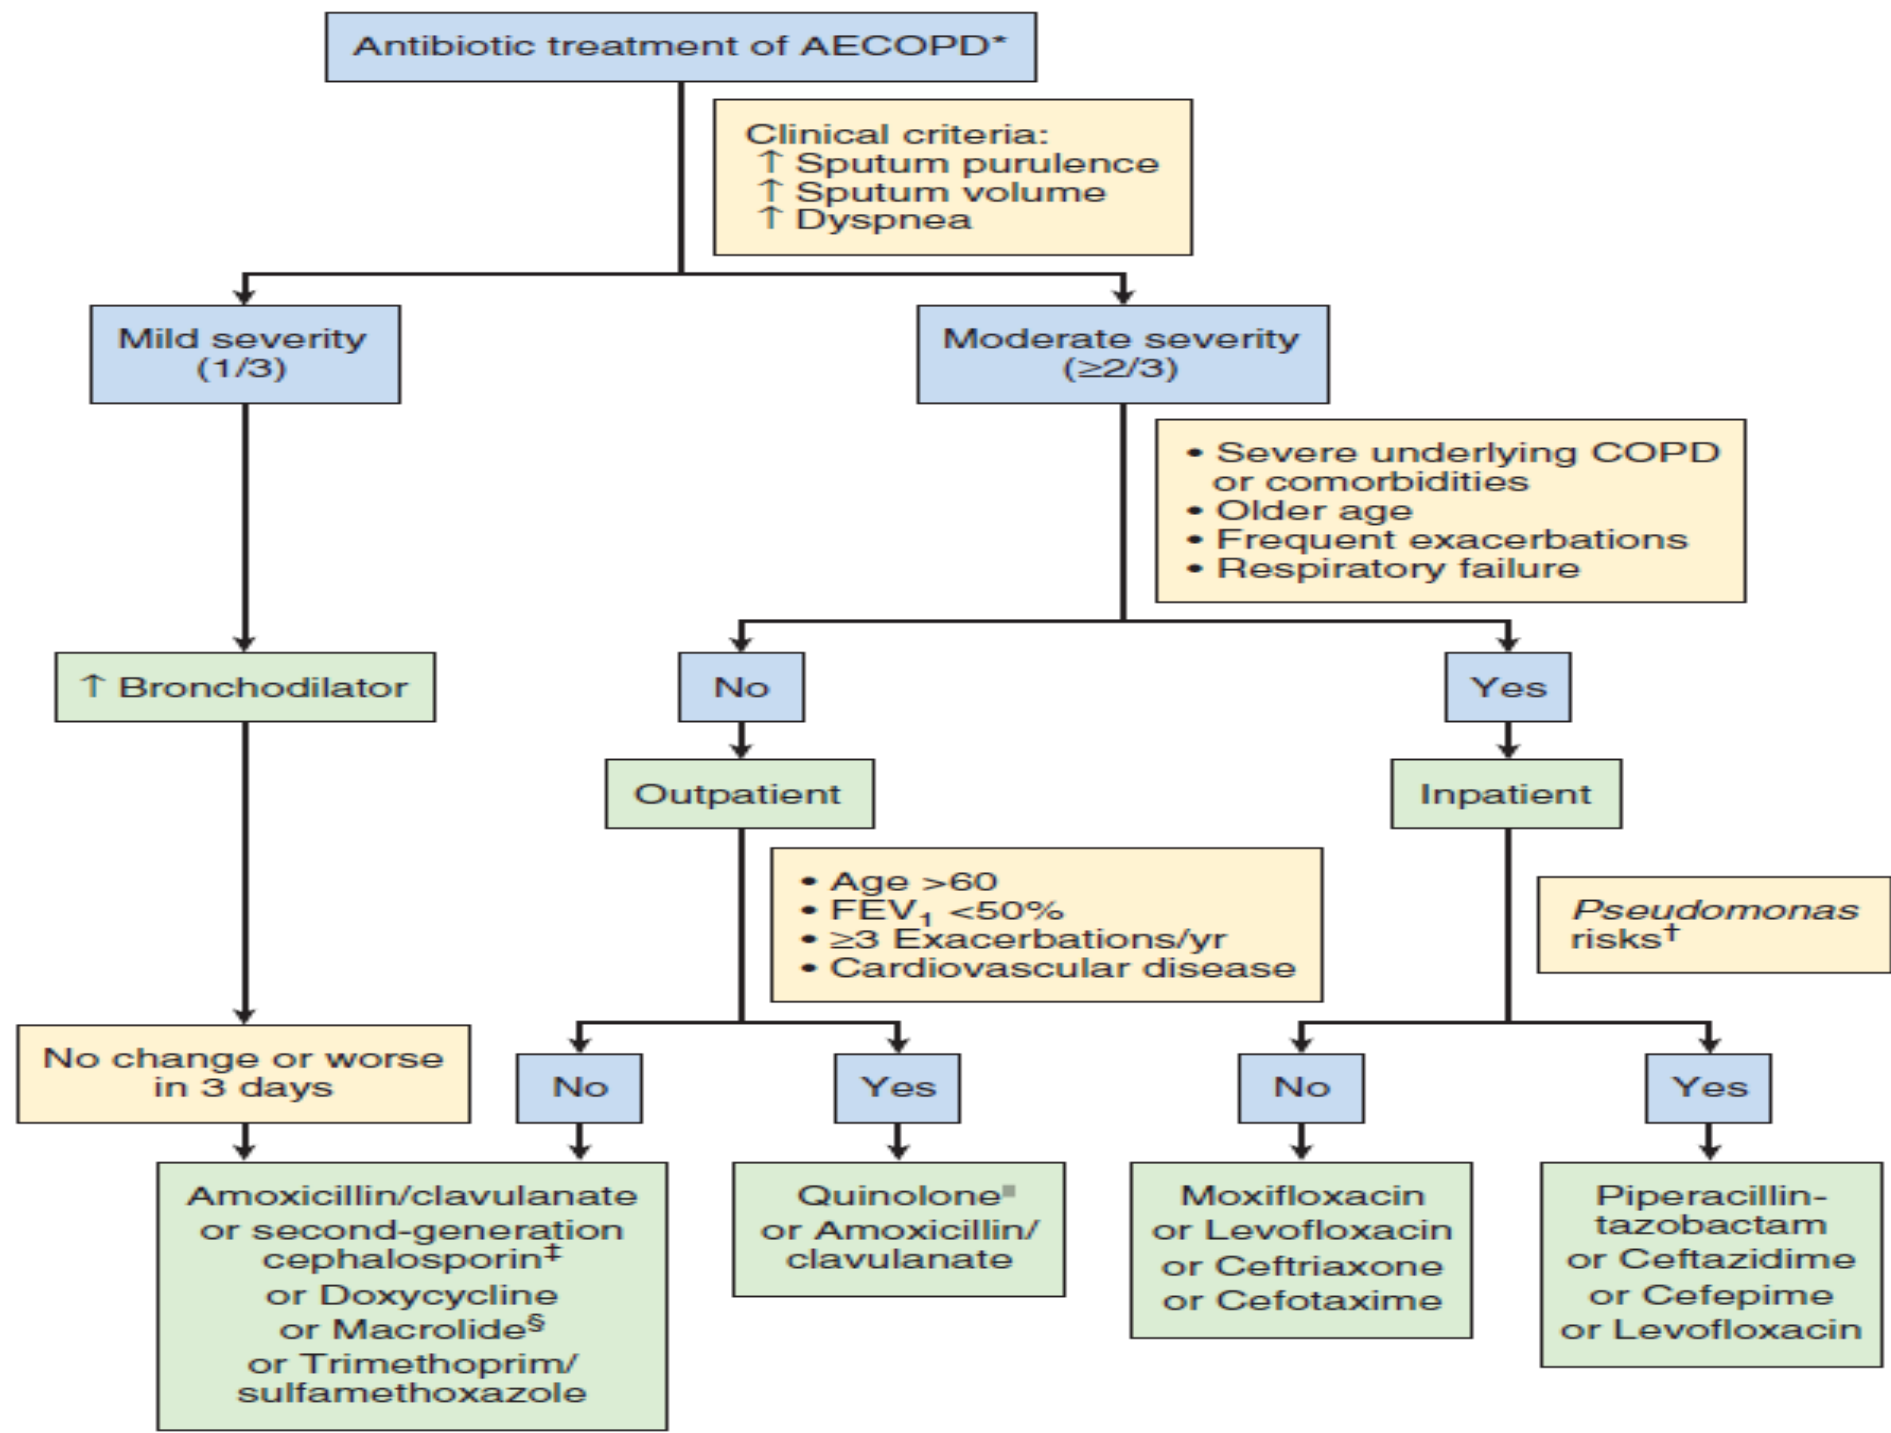 Antibiotic treatment of AECOPD*
Clinical criteria:
↑ Sputum purulence
↑ Sputum volume
↑ Dyspnea
Mild severity
(1/3)
Moderate severity
(≥2/3)
• Severe underlying COPD
or comorbidities
• Older age
• Frequent exacerbations
• Respiratory failure
↑ Bronchodilator
No
Yes
Outpatient
Inpatient
• Age >60
• FEV₁ <50%
• ≥3 Exacerbations/yr
• Cardiovascular disease
Pseudomonas
risks†
No change or worse
in 3 days
No
Yes
No
Yes
Amoxicillin/clavulanate
or second-generation
cephalosporin‡
or Doxycycline
or Macrolide§
or Trimethoprim/
sulfamethoxazole
Quinolone■
or Amoxicillin/
clavulanate
Moxifloxacin
or Levofloxacin
or Ceftriaxone
or Cefotaxime
Piperacillin-
tazobactam
or Ceftazidime
or Cefepime
or Levofloxacin